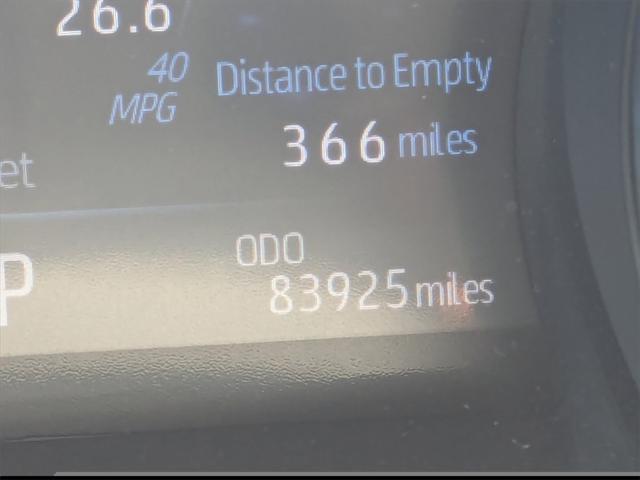 26.6
40
MPG
Distance to Empty
366 miles
et
P
ODO
83925 miles